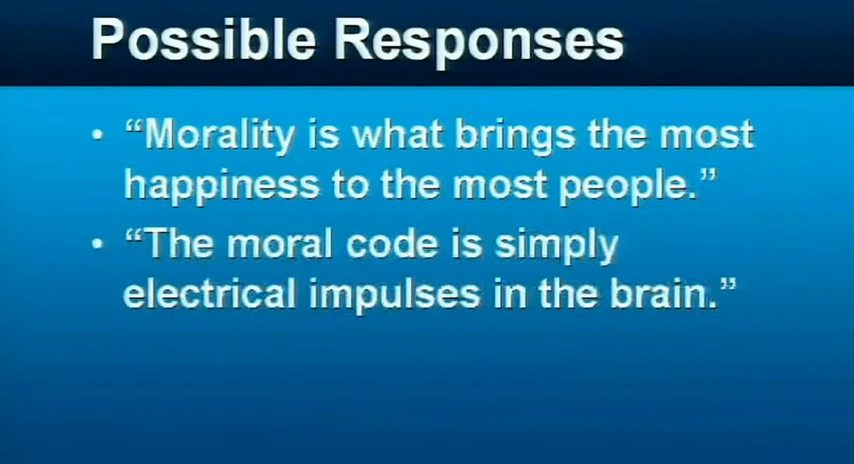 Possible Responses
• “Morality is what brings the most
happiness to the most people.”
• “The moral code is simply
electrical impulses in the brain.”